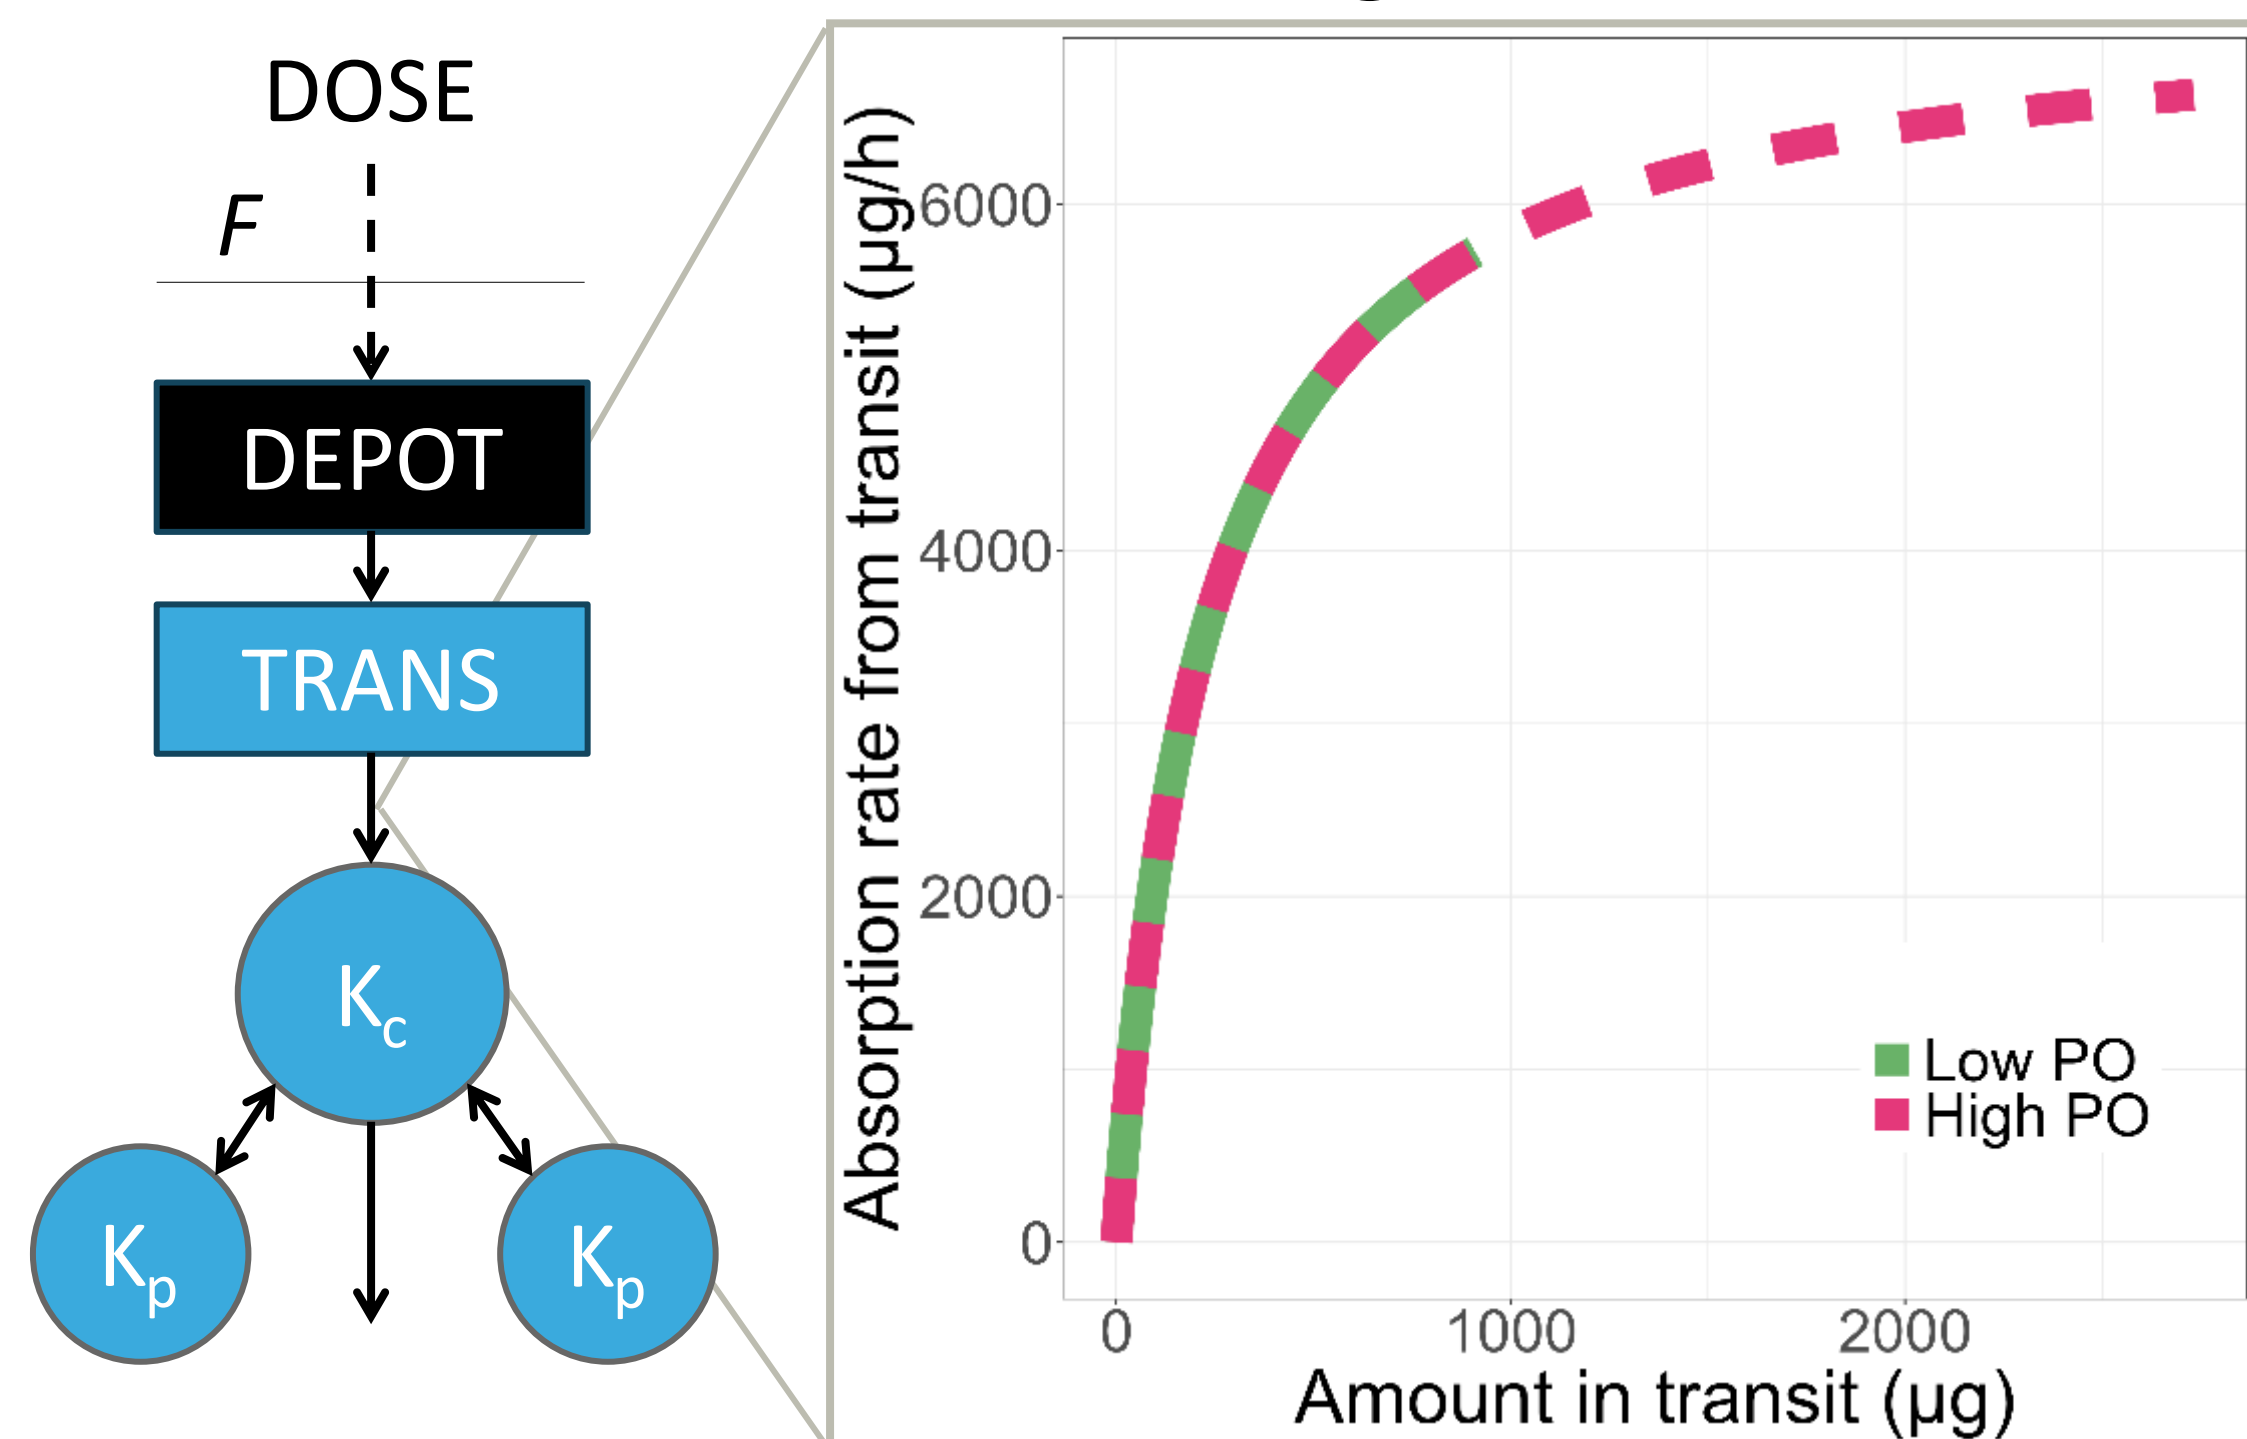 DOSE
F
DEPOT
TRANS
Kc
Kp
Kp
Absorption rate from transit (µg/h)
6000
4000
2000
0
Low PO
High PO
0 1000 2000
Amount in transit (µg)